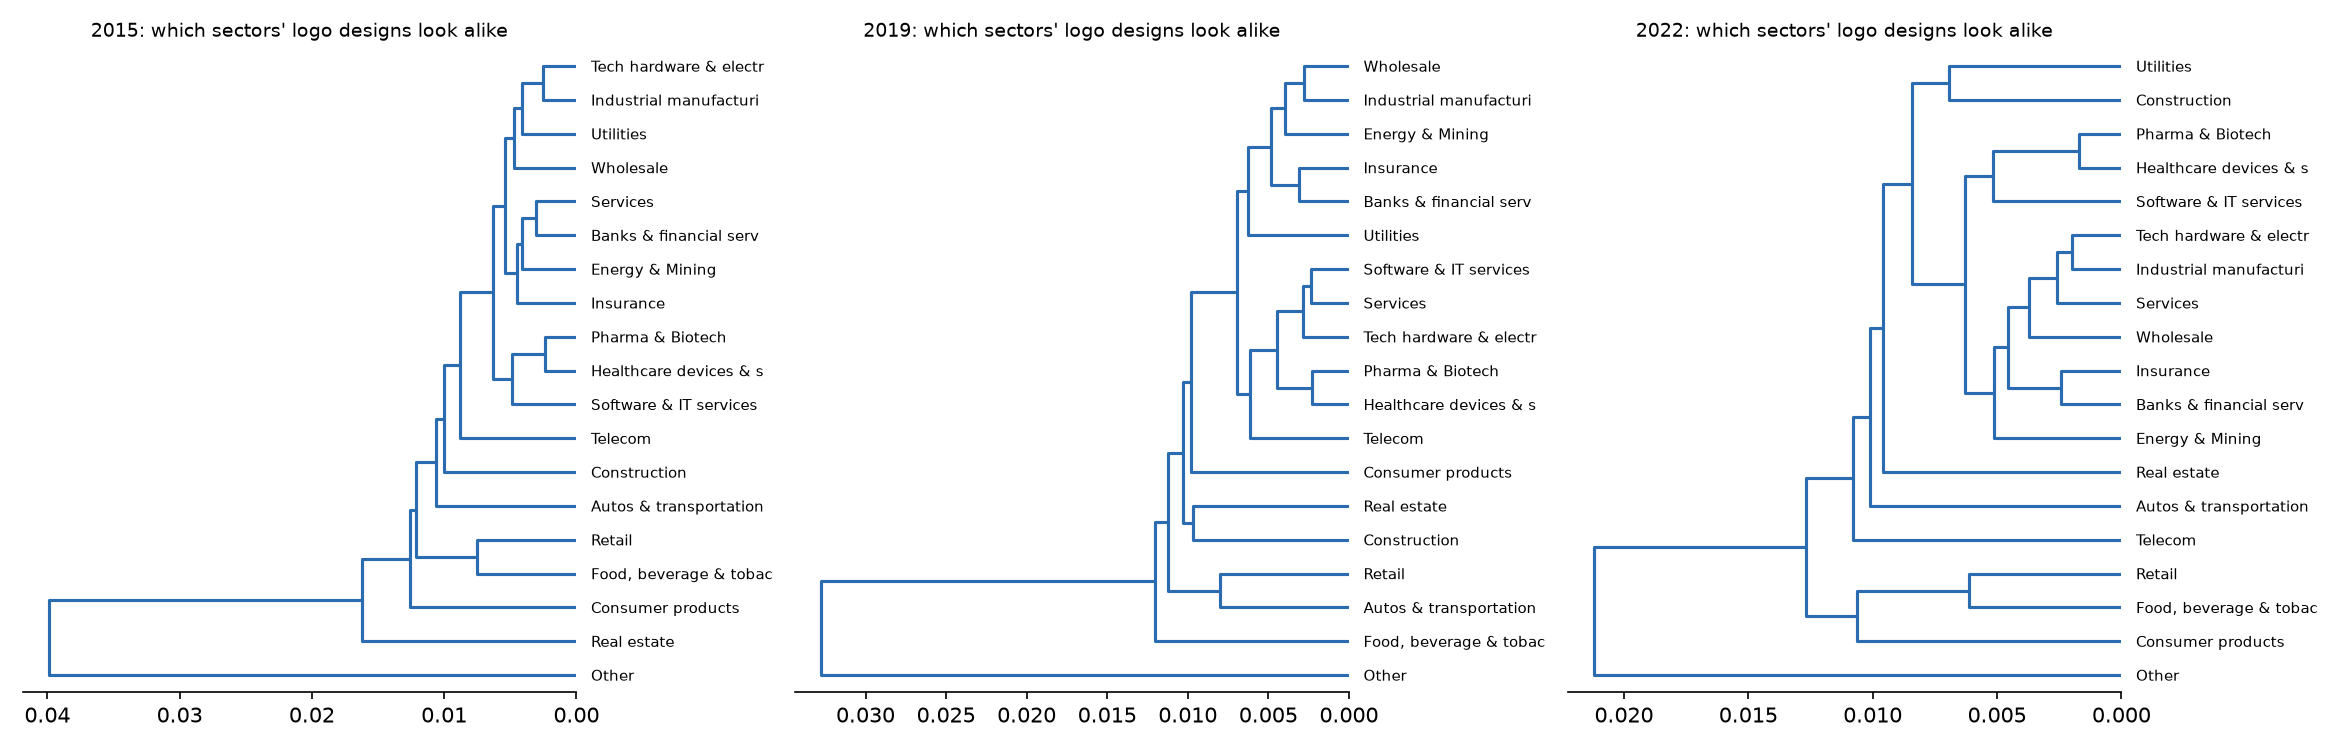 2015: which sectors' logo designs look alike
Tech hardware & electr
Industrial manufacturi
Utilities
Wholesale
Services
Banks & financial serv
Energy & Mining
Insurance
Pharma & Biotech
Healthcare devices & s
Software & IT services
Telecom
Construction
Autos & transportation
Retail
Food, beverage & tobac
Consumer products
Real estate
Other
0.04 0.03 0.02 0.01 0.00
2019: which sectors' logo designs look alike
Wholesale
Industrial manufacturi
Energy & Mining
Insurance
Banks & financial serv
Utilities
Software & IT services
Services
Tech hardware & electr
Pharma & Biotech
Healthcare devices & s
Telecom
Consumer products
Real estate
Construction
Retail
Autos & transportation
Food, beverage & tobac
Other
0.030 0.025 0.020 0.015 0.010 0.005 0.000
2022: which sectors' logo designs look alike
Utilities
Construction
Pharma & Biotech
Healthcare devices & s
Software & IT services
Tech hardware & electr
Industrial manufacturi
Services
Wholesale
Insurance
Banks & financial serv
Energy & Mining
Real estate
Autos & transportation
Telecom
Retail
Food, beverage & tobac
Consumer products
Other
0.020 0.015 0.010 0.005 0.000